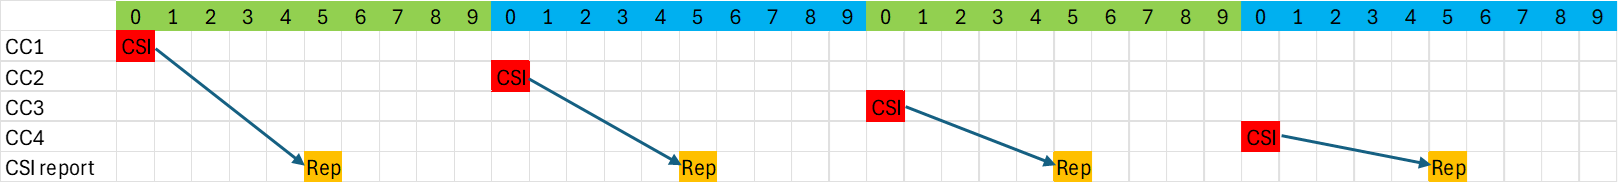 0 1 2 3 4 5 6 7 8 9 0 1 2 3 4 5 6 7 8 9 0 1 2 3 4 5 6 7 8 9 0 1 2 3 4 5 6 7 8 9
CC1 CSI
CC2 CSI
CC3 CSI
CC4 CSI
CSI report Rep Rep Rep Rep